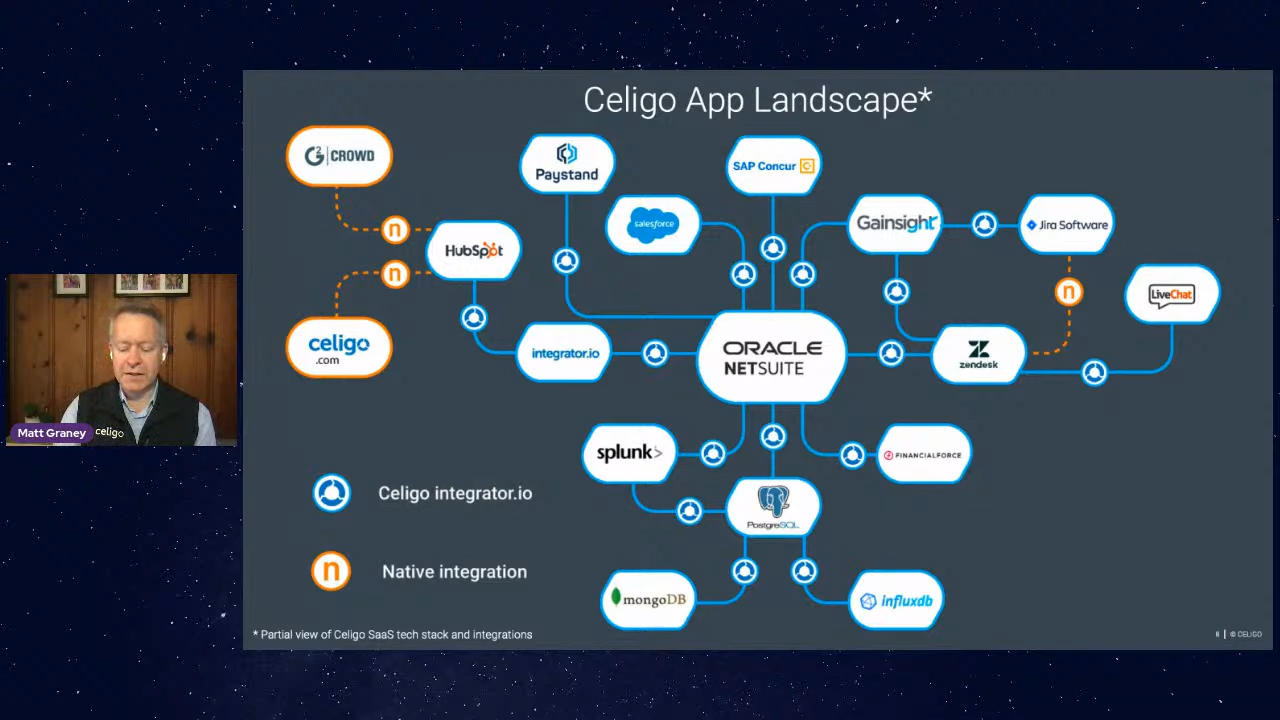 Celigo App Landscape*
G2 | CROWD
Paystand
SAP Concur C
salesforce
Gainsight
Jira Software
n
HubSpot
n
n
LiveChat
celigo
.com
integrator.io
ORACLE
NETSUITE
zendesk
Matt Graney
celigo
splunk>
FINANCIALFORCE
Celigo integrator.io
PostgreSQL
n
Native integration
mongoDB
influxdb
* Partial view of Celigo SaaS tech stack and integrations
8 | © CELIGO